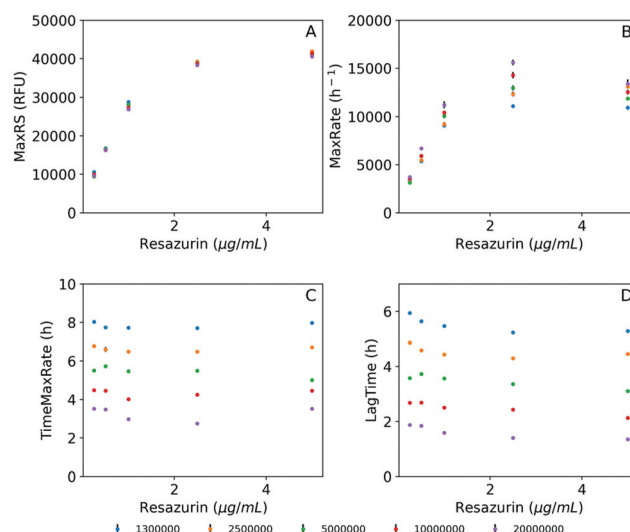 50000
40000
30000
20000
10000
0
MaxRS (RFU)
A
2
4
Resazurin (μg/mL)
20000
15000
10000
5000
0
MaxRate (h⁻¹)
B
2
4
Resazurin (μg/mL)
10
8
6
4
2
0
TimeMaxRate (h)
C
2
4
Resazurin (μg/mL)
6
4
2
0
LagTime (h)
D
2
4
Resazurin (μg/mL)
1300000 2500000 5000000 100000000 20000000